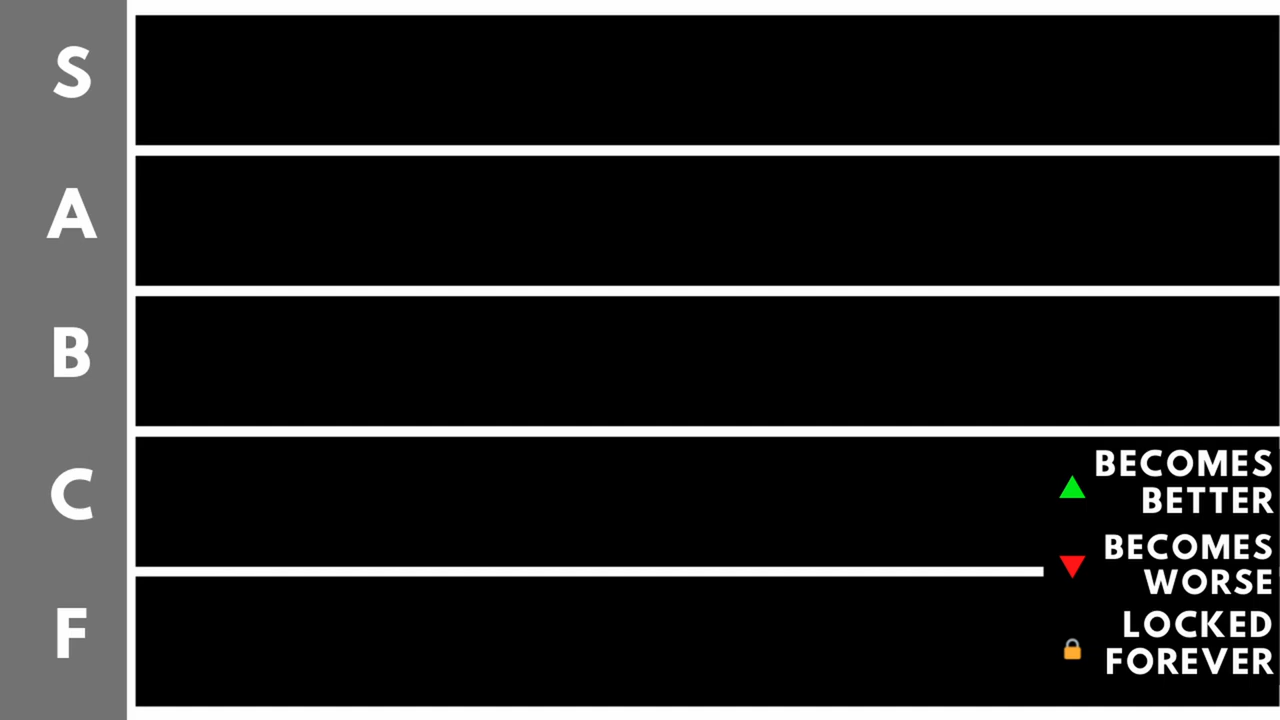 S
A
B
C
BECOMES
BETTER
BECOMES
WORSE
F
LOCKED
FOREVER